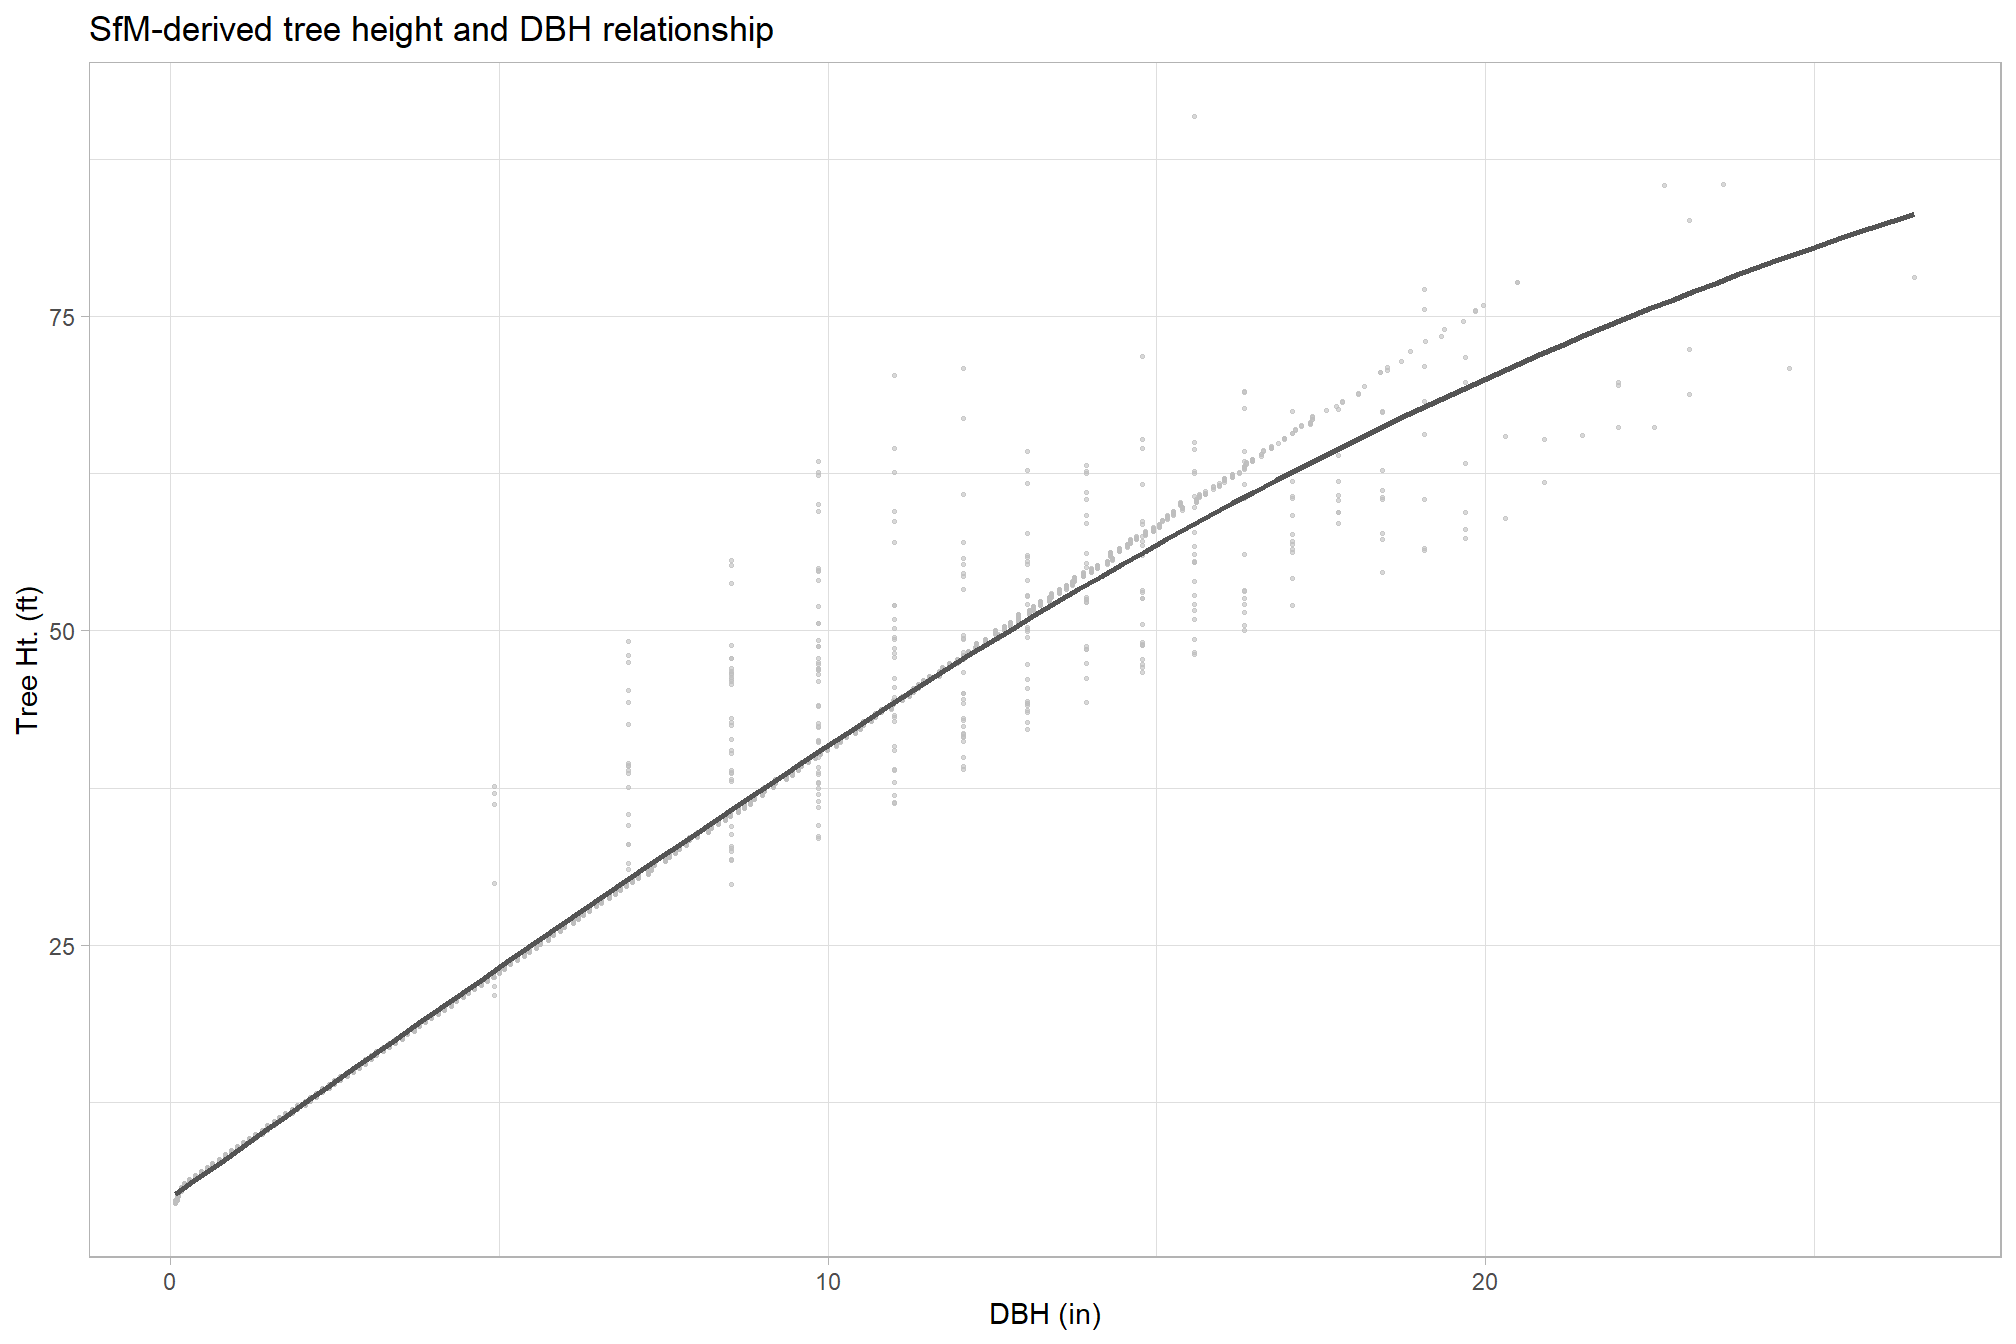 SfM-derived tree height and DBH relationship
Tree Ht. (ft)
75
50
25
0
10
20
DBH (in)